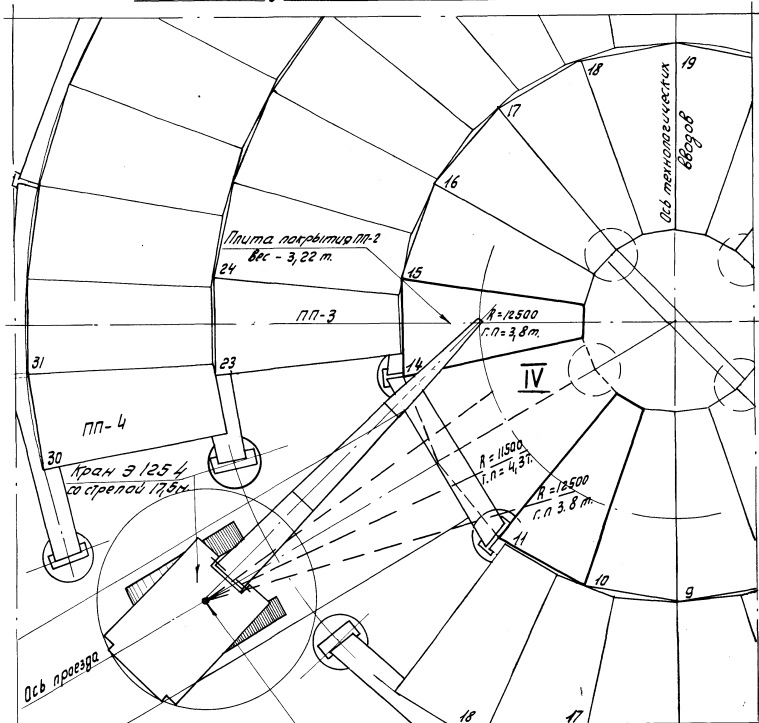 18
19
17
Ось технологических
вводов
16
Плита покрытия ПП-2
вес - 3,22 т.
24
15
ПП-3
R=12500
г.п=3,8т.
31
23
14
IV
ПП-4
30
Кран Э 1254
со стрелой 17,5м
R=11500
г.п=4,3т.
R=12500
г.п 3.8т.
11
10
9
Ось проезда
18
17